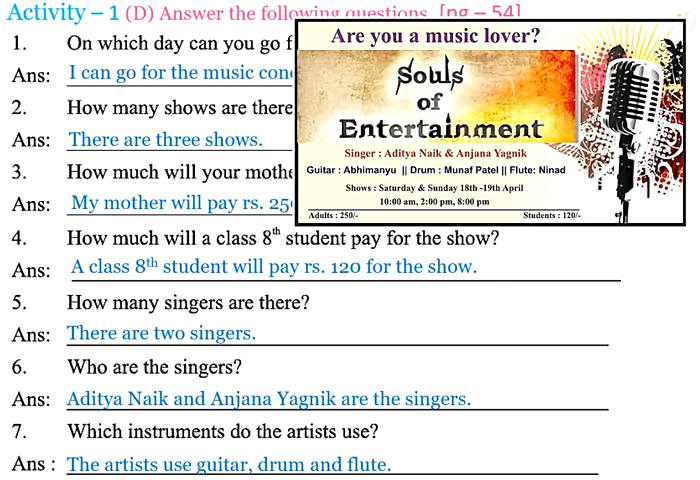 Activity – 1 (D) Answer the following questions. [pg – 54]
1. On which day can you go f
Ans: I can go for the music con
2. How many shows are there
Ans: There are three shows.
3. How much will your mothe
Ans: My mother will pay rs. 250
Are you a music lover?
Souls
of
Entertainment
Singer : Aditya Naik & Anjana Yagnik
Guitar : Abhimanyu || Drum : Munaf Patel || Flute: Ninad
Shows : Saturday & Sunday 18th -19th April
10:00 am, 2:00 pm, 8:00 pm
Adults : 250/- Students : 120/-
4. How much will a class 8th student pay for the show?
Ans: A class 8th student will pay rs. 120 for the show.
5. How many singers are there?
Ans: There are two singers.
6. Who are the singers?
Ans: Aditya Naik and Anjana Yagnik are the singers.
7. Which instruments do the artists use?
Ans : The artists use guitar, drum and flute.